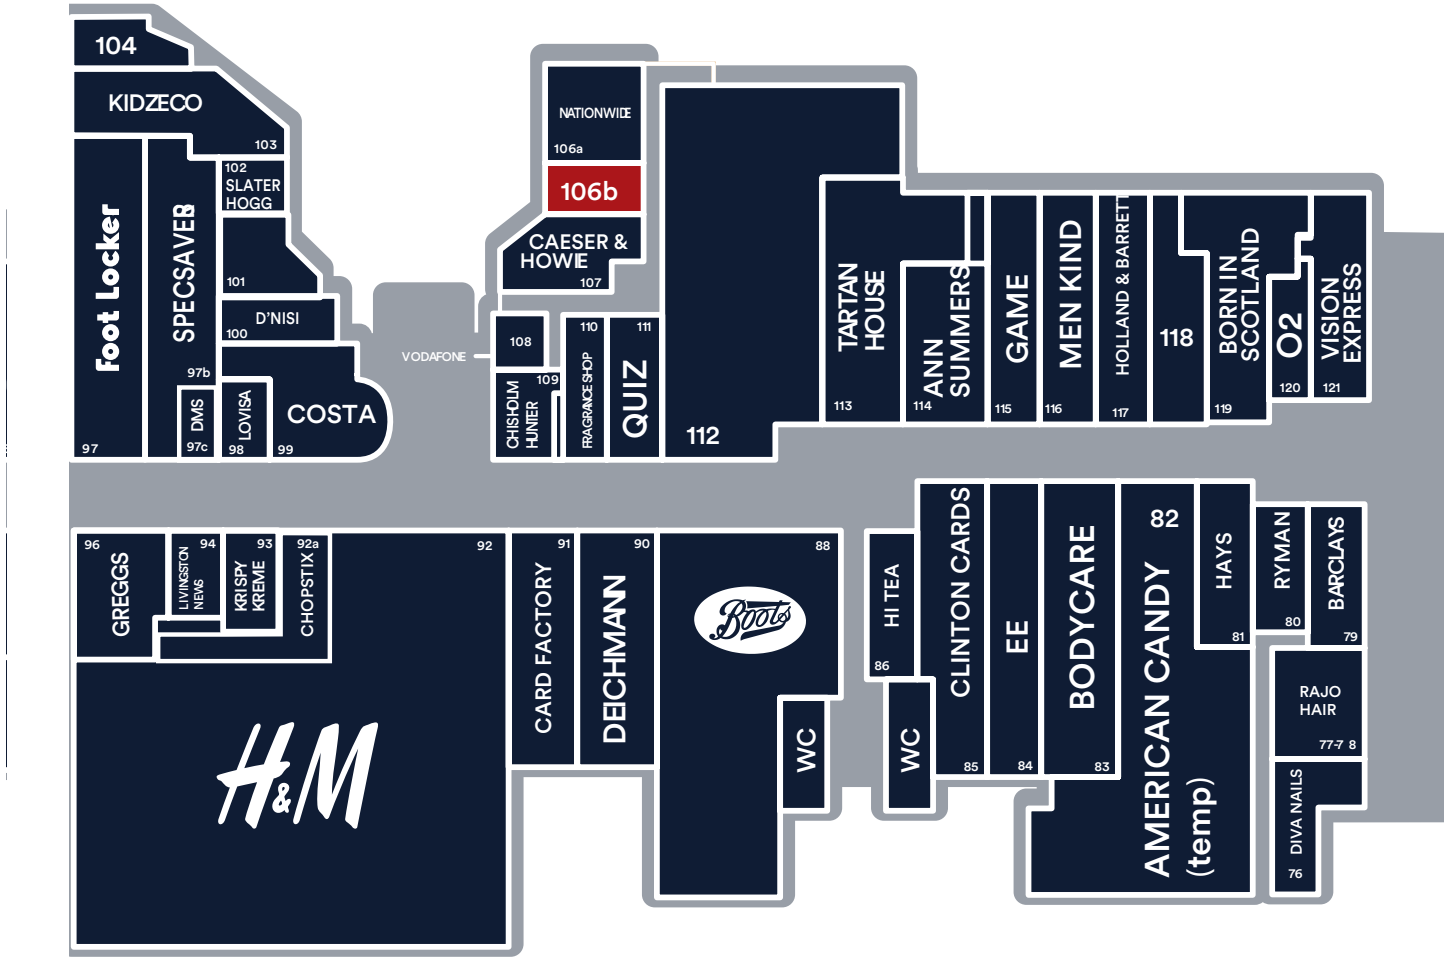 104
KIDZECO
103
Foot Locker
97
SPECSAVER
97b
102
SLATER
HOGG
101
D'NISI
100
DMS
97c
LOVISA
98
COSTA
99
NATIONWIDE
106a
106b
CAESER &
HOWIE
107
VODAFONE
108
109
CHISHOLM
HUNTER
110
FRAGRANCE SHOP
111
QUIZ
112
TARTAN
HOUSE
113
ANN
SUMMERS
114
GAME
115
MEN KIND
116
HOLLAND & BARRETT
117
118
BORN IN
SCOTLAND
119
O2
120
VISION
EXPRESS
121
96
GREGGS
94
LIVINGSTON
NEWS
93
KRISPY
KREME
92a
CHOPSTIX
92
H&M
91
CARD FACTORY
90
DEICHMANN
88
Boots
WC
HI TEA
86
WC
CLINTON CARDS
85
EE
84
BODYCARE
83
82
AMERICAN CANDY
(temp)
HAYS
81
RYMAN
80
BARCLAYS
79
RAJO
HAIR
77-7 8
DIVA NAILS
76